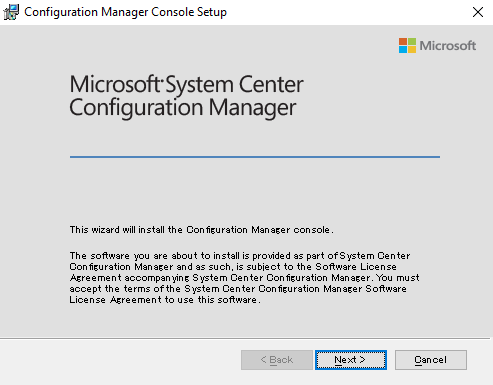 Configuration Manager Console Setup
Microsoft
Microsoft System Center
Configuration Manager
This wizard will install the Configuration Manager console.
The software you are about to install is provided as part of System Center
Configuration Manager and as such, is subject to the Software License
Agreement accompanying System Center Configuration Manager. You must
accept the terms of the System Center Configuration Manager Software
License Agreement to use this software.
< Back
Next >
Cancel